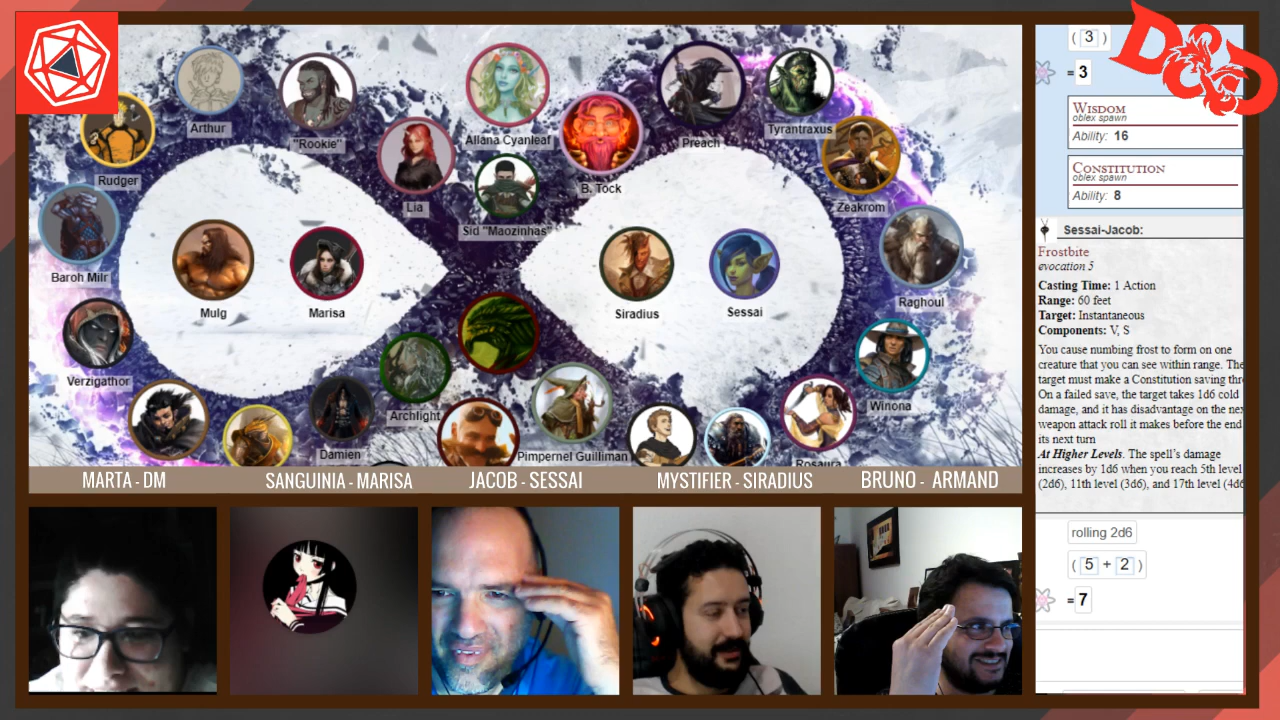 Arthur
"Rookie"
Allana Cyanleaf
Preach
Tyrantraxus
Rudger
Lia
B. Tock
Zeakrom
Sid "Maozinhas"
Baroh Milr
Mulg
Marisa
Siradius
Sessai
Raghoul
Verzigathor
Archlight
Winona
Damien
Pimpernel Guilliman
Rosaura
MARTA - DM
SANGUINIA - MARISA
JACOB - SESSAI
MYSTIFIER - SIRADIUS
BRUNO - ARMAND
D&D
( 3 )
= 3
WISDOM
oblex spawn
Ability: 16
CONSTITUTION
oblex spawn
Ability: 8
Sessai-Jacob:
Frostbite
evocation 5
Casting Time: 1 Action
Range: 60 feet
Target: Instantaneous
Components: V, S
You cause numbing frost to form on one
creature that you can see within range. The
target must make a Constitution saving thr
On a failed save, the target takes 1d6 cold
damage, and it has disadvantage on the ne
weapon attack roll it makes before the end
its next turn
At Higher Levels. The spell's damage
increases by 1d6 when you reach 5th level
(2d6), 11th level (3d6), and 17th level (4d6
rolling 2d6
( 5 + 2 )
= 7